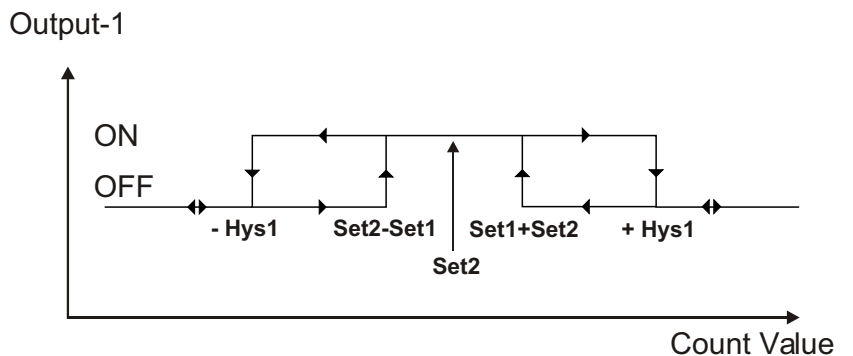 Output-1
ON
OFF
- Hys1 Set2-Set1 Set1+Set2 + Hys1
Set2
Count Value